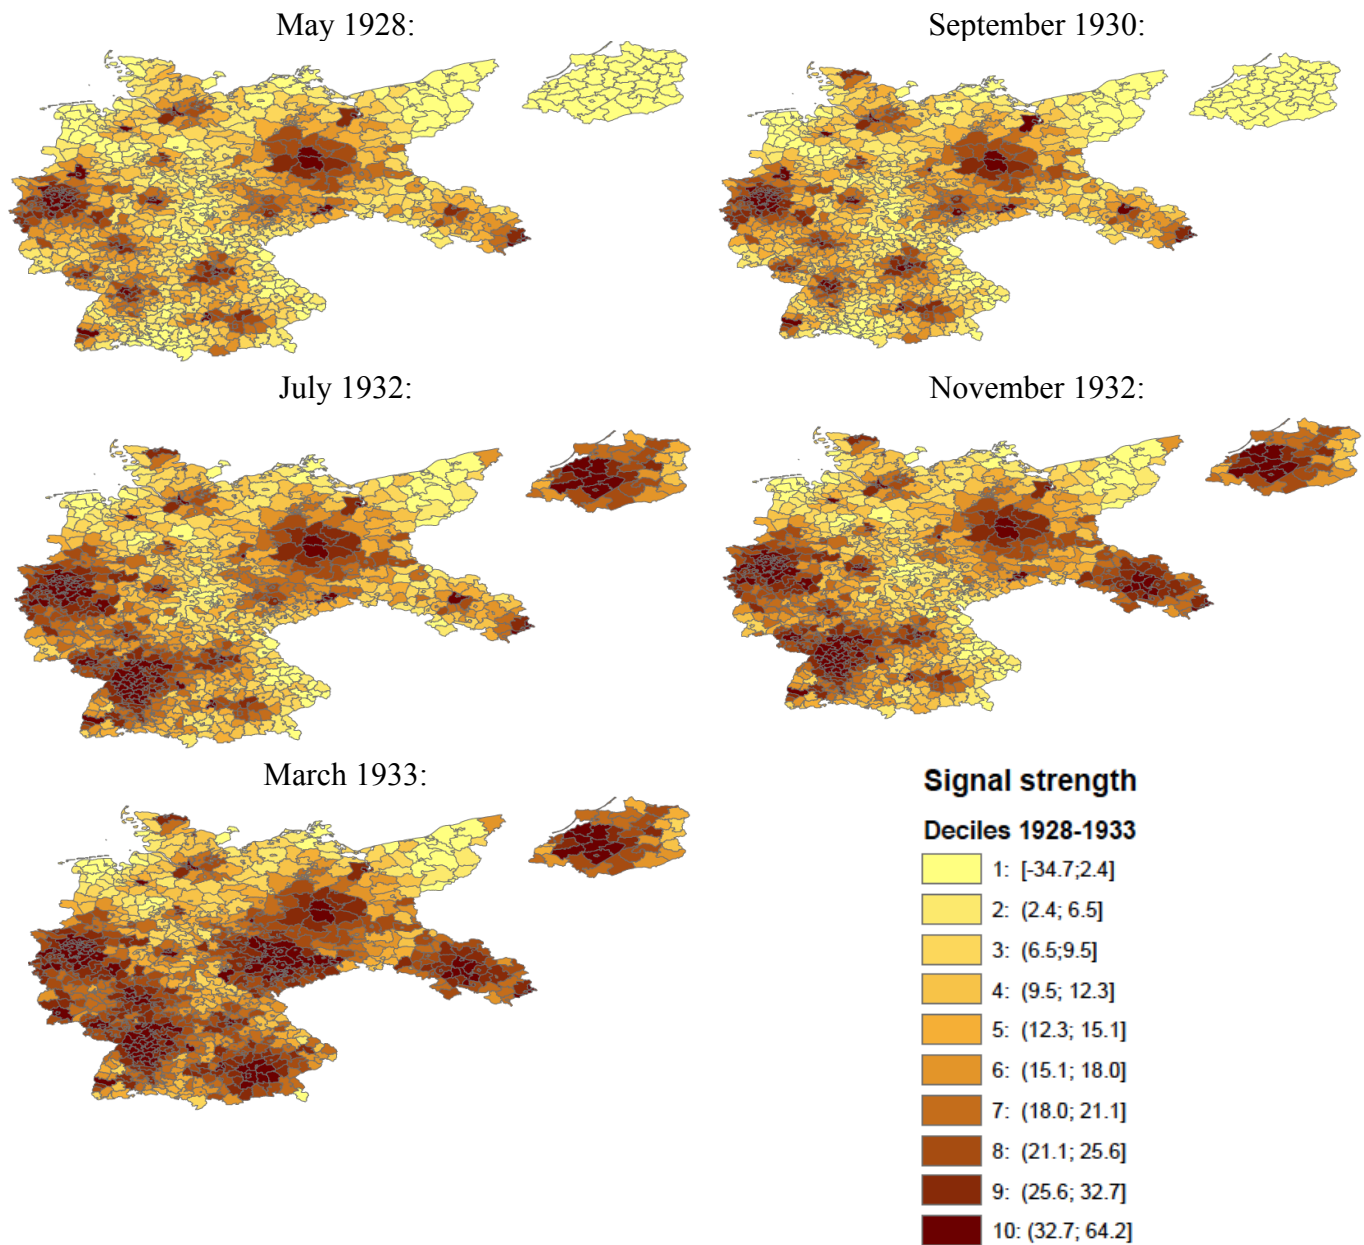 May 1928:
September 1930:
July 1932:
November 1932:
March 1933:
Signal strength
Deciles 1928-1933
1: [-34.7;2.4]
2: (2.4; 6.5]
3: (6.5;9.5]
4: (9.5; 12.3]
5: (12.3; 15.1]
6: (15.1; 18.0]
7: (18.0; 21.1]
8: (21.1; 25.6]
9: (25.6; 32.7]
10: (32.7; 64.2]